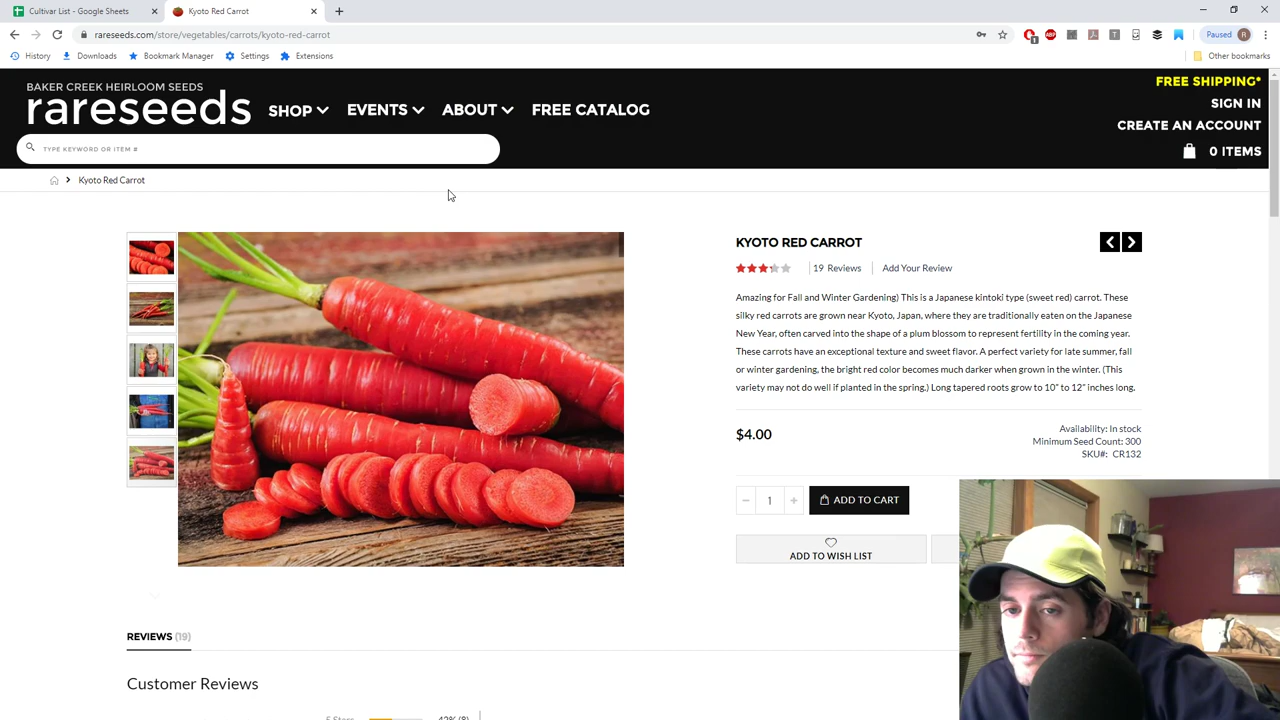 Cultivar List - Google Sheets
Kyoto Red Carrot
rareseeds.com/store/vegetables/carrots/kyoto-red-carrot
Paused
R
History
Downloads
Bookmark Manager
Settings
Extensions
Other bookmarks
BAKER CREEK HEIRLOOM SEEDS
rareseeds
SHOP
EVENTS
ABOUT
FREE CATALOG
FREE SHIPPING*
SIGN IN
CREATE AN ACCOUNT
0 ITEMS
TYPE KEYWORD OR ITEM #
Kyoto Red Carrot
KYOTO RED CARROT
19 Reviews
Add Your Review
Amazing for Fall and Winter Gardening) This is a Japanese kintoki type (sweet red) carrot. These
silky red carrots are grown near Kyoto, Japan, where they are traditionally eaten on the Japanese
New Year, often carved into the shape of a plum blossom to represent fertility in the coming year.
These carrots have an exceptional texture and sweet flavor. A perfect variety for late summer, fall
or winter gardening, the bright red color becomes much darker when grown in the winter. (This
variety may not do well if planted in the spring.) Long tapered roots grow to 10" to 12" inches long.
$4.00
Availability: In stock
Minimum Seed Count: 300
SKU#: CR132
1
ADD TO CART
ADD TO WISH LIST
REVIEWS (19)
Customer Reviews
5 Stars
42% (8)